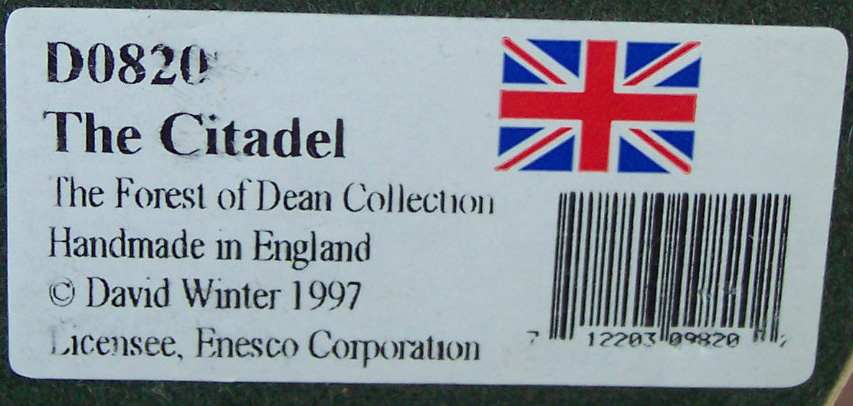 D0820
The Citadel
The Forest of Dean Collection
Handmade in England
© David Winter 1997
Licensee, Enesco Corporation
7 12203 09820